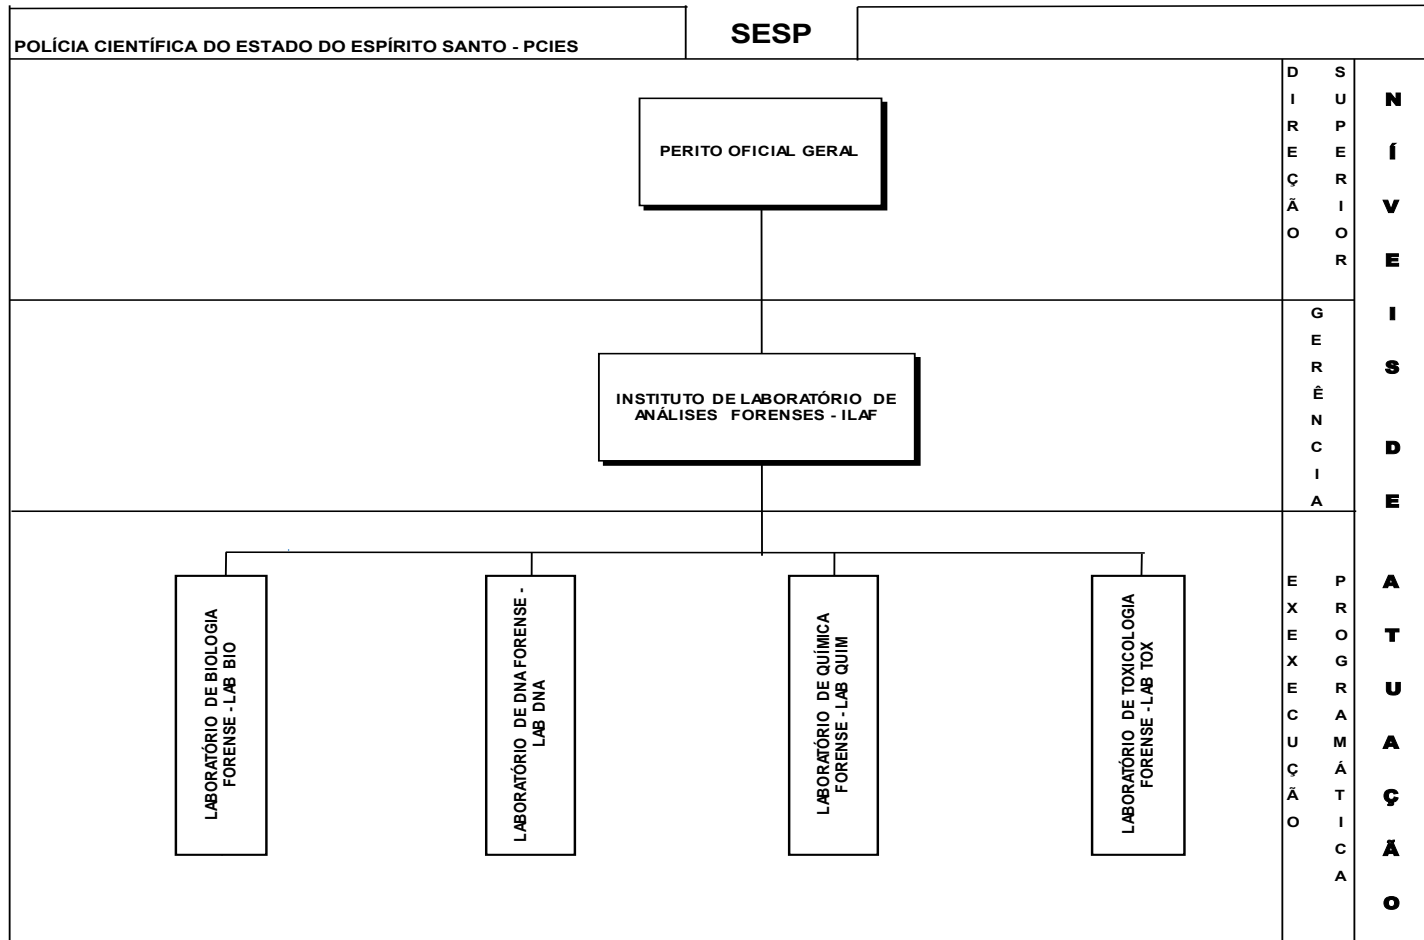 SESP
POLÍCIA CIENTÍFICA DO ESTADO DO ESPÍRITO SANTO - PCIES
PERITO OFICIAL GERAL
DIREÇÃO
SUPERIOR
INSTITUTO DE LABORATÓRIO DE
ANÁLISES FORENSES - ILAF
GERÊNCIA
LABORATÓRIO DE BIOLOGIA
FORENSE - LAB BIO
LABORATÓRIO DE DNA FORENSE -
LAB DNA
LABORATÓRIO DE QUÍMICA
FORENSE - LAB QUIM
LABORATÓRIO DE TOXICOLOGIA
FORENSE - LAB TOX
EXEXECUÇÃO
PROGRAMÁTICA
NÍVEIS DE ATUAÇÃO